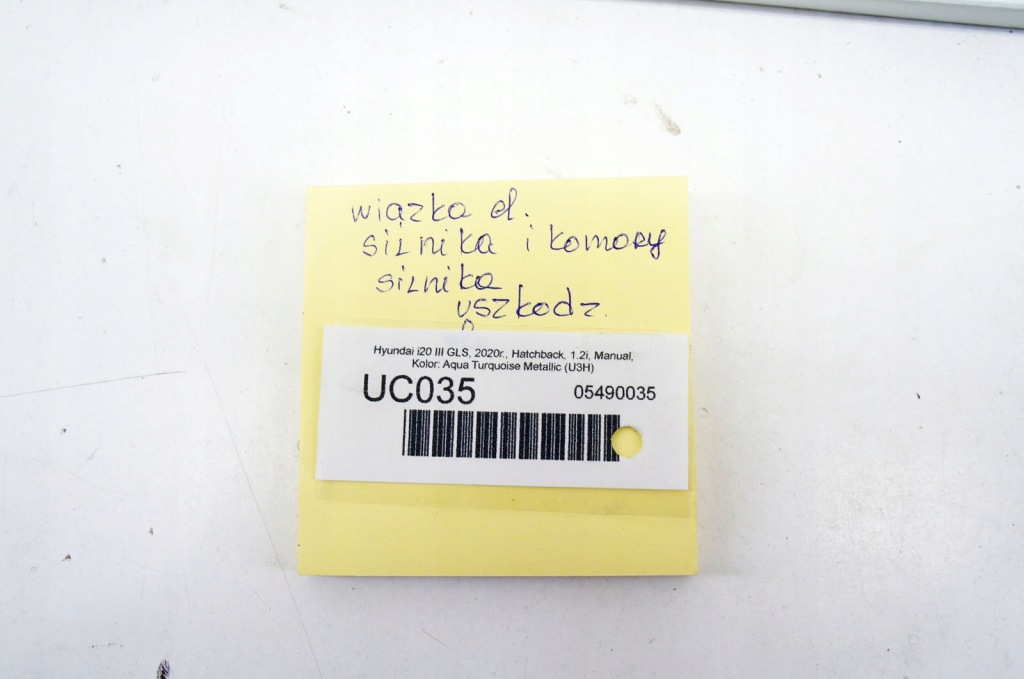 wiązka el.
silnika i komory
silnika
uszkodz.
Hyundai i20 III GLS, 2020r., Hatchback, 1.2i, Manual,
Kolor: Aqua Turquoise Metallic (U3H)
UC035 05490035